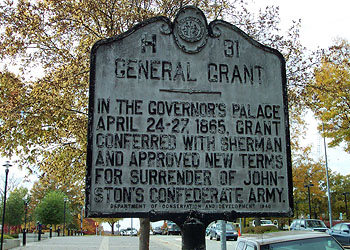 H 31
GENERAL GRANT
IN THE GOVERNOR'S PALACE
APRIL 24-27, 1865, GRANT
CONFERRED WITH SHERMAN
AND APPROVED NEW TERMS
FOR SURRENDER OF JOHN-
STON'S CONFEDERATE ARMY.
DEPARTMENT OF CONSERVATION AND DEVELOPMENT 1940